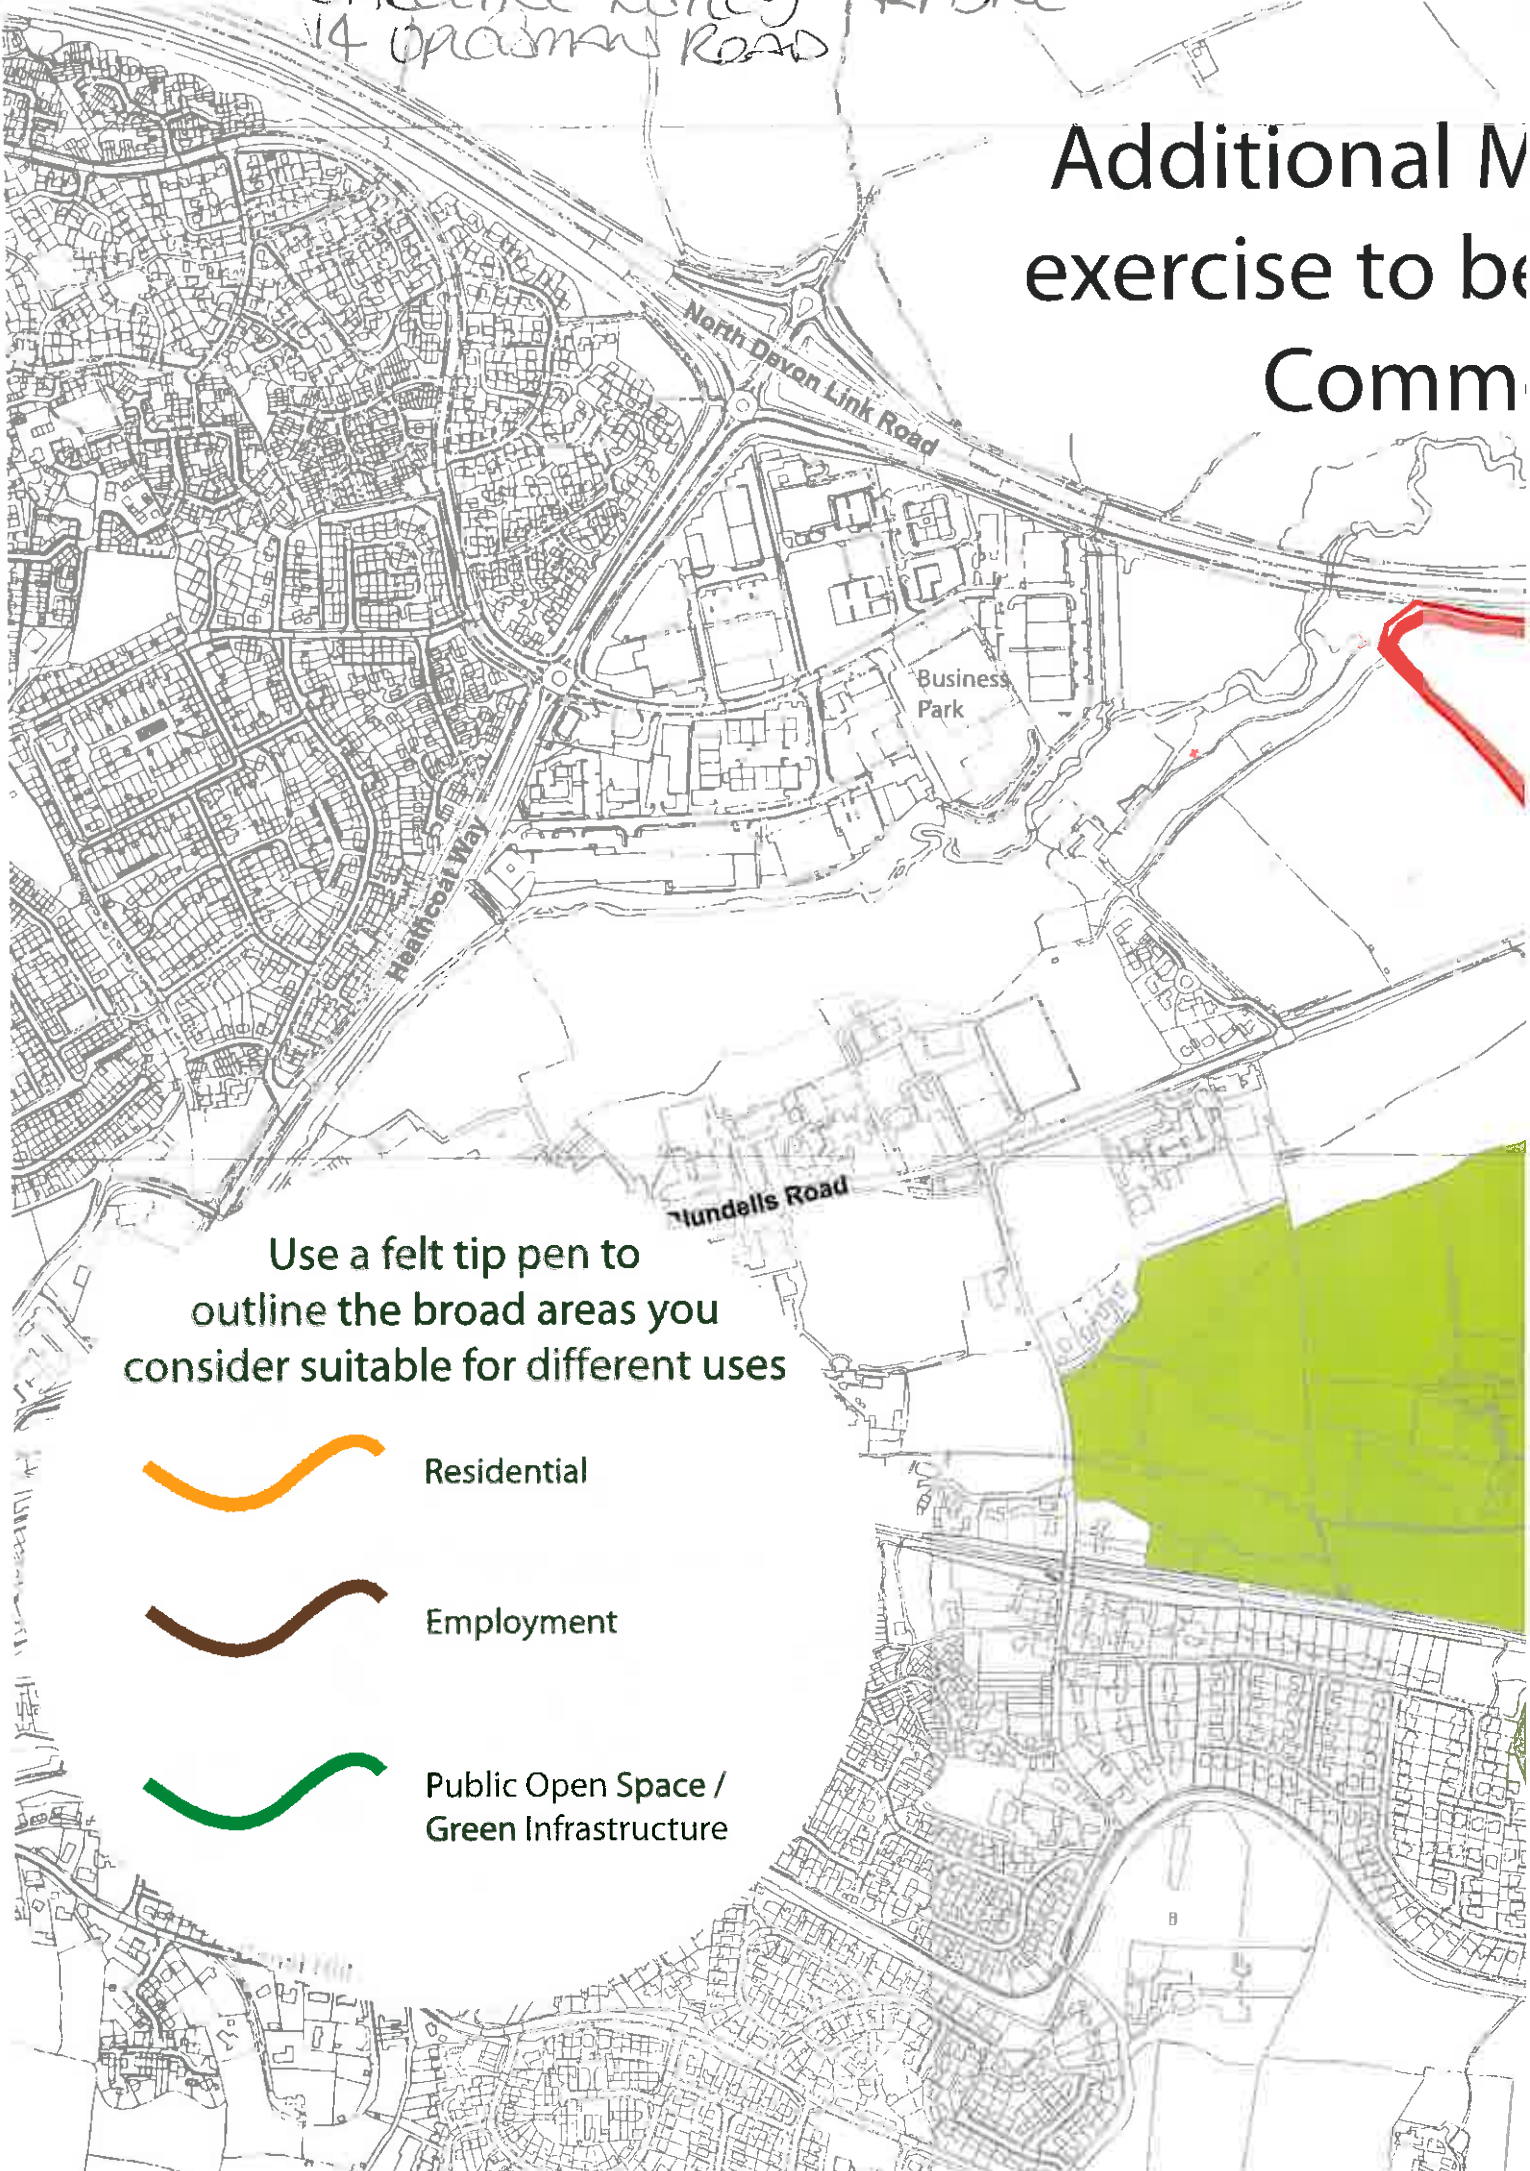 14 ROAD
Additional M
exercise to be
Comm
North Devon Link Road
Business
Park
Heathcoat Way
Blundells Road
Use a felt tip pen to
outline the broad areas you
consider suitable for different uses
Residential
Employment
Public Open Space /
Green Infrastructure